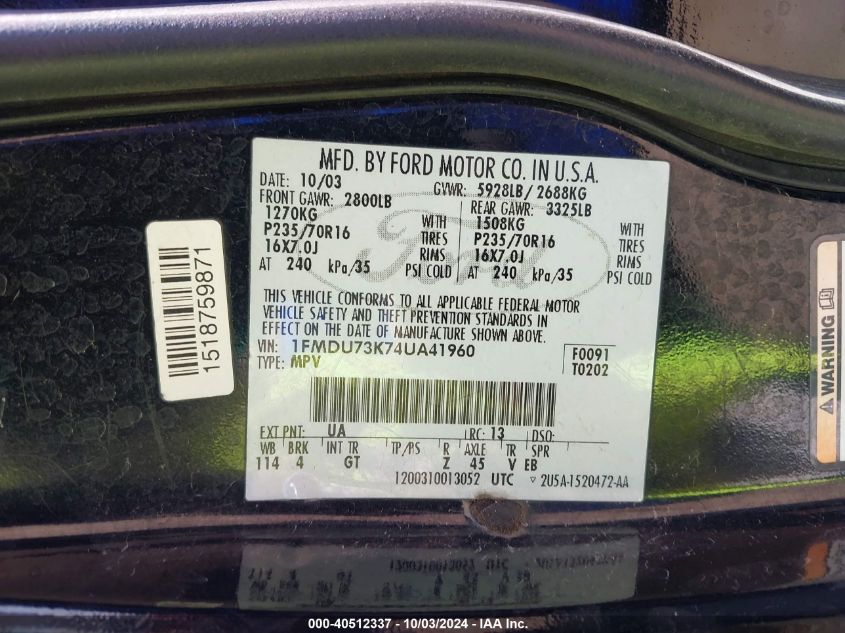 MFD. BY FORD MOTOR CO. IN U.S.A.
DATE: 10/03 GVWR: 5928LB/ 2688KG
FRONT GAWR: 2800LB REAR GAWR: 3325LB
1270KG WITH 1508KG WITH
P235/70R16 TIRES P235/70R16 TIRES
16X7.0J RIMS 16X7.0J RIMS
AT 240 kPa/35 PSI COLD AT 240 kPa/35 PSI COLD
Ford
THIS VEHICLE CONFORMS TO ALL APPLICABLE FEDERAL MOTOR
VEHICLE SAFETY AND THEFT PREVENTION STANDARDS IN
EFFECT ON THE DATE OF MANUFACTURE SHOWN ABOVE.
VIN: 1FMDU73K74UA41960 F0091
TYPE: MPV T0202
EXT PNT: UA RC: 13 DSO:
WB BRK INT TR TP/PS R AXLE TR SPR
114 4 GT Z 45 V EB
1200310013052 UTC 2U5A-1520472-AA
1518759871
WARNING
000-40512337 - 10/03/2024 - IAA Inc.